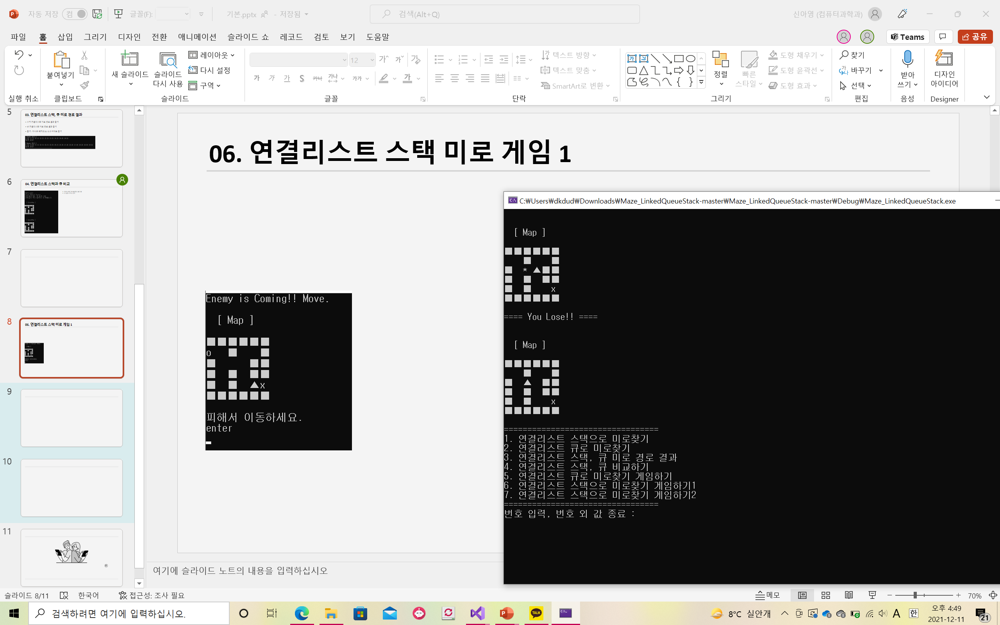 자동 저장 켬 글꼴(F): 기본.pptx - 저장됨 검색(Alt+Q) 신아영 (컴퓨터과학과)
파일 홈 삽입 그리기 디자인 전환 애니메이션 슬라이드 쇼 레코드 검토 보기 도움말 Teams 공유
붙여넣기 새 슬라이드 슬라이드 다시 사용 레이아웃 다시 설정 구역
12 가 가 가 가 가 S 가나 가나 가가 가
텍스트 방향 텍스트 맞춤 SmartArt로 변환
정렬 빠른 스타일 도형 채우기 도형 윤곽선 도형 효과
찾기 바꾸기 선택 받아 쓰기 디자인 아이디어
실행 취소 클립보드 슬라이드 글꼴 단락 그리기 편집 음성 Designer
5
03. 연결리스트 스택, 큐 미로 경로 결과
6
04. 연결리스트 스택과 큐 비교
7
8
06. 연결리스트 스택 미로 게임 1
9
10
11
06. 연결리스트 스택 미로 게임 1
Enemy is Coming!! Move.
[ Map ]
o
x
피해서 이동하세요.
enter
C:₩Users₩dkdud₩Downloads₩Maze_LinkedQueueStack-master₩Maze_LinkedQueueStack-master₩Debug₩Maze_LinkedQueueStack.exe
[ Map ]
*
x
==== You Lose!! ====
[ Map ]
x
=================================
1. 연결리스트 스택으로 미로찾기
2. 연결리스트 큐로 미로찾기
3. 연결리스트 스택, 큐 미로 경로 결과
4. 연결리스트 스택, 큐 비교하기
5. 연결리스트 큐로 미로찾기 게임하기
6. 연결리스트 스택으로 미로찾기 게임하기1
7. 연결리스트 스택으로 미로찾기 게임하기2
=================================
번호 입력, 번호 외 값 종료 :
여기에 슬라이드 노트의 내용을 입력하십시오
슬라이드 8/11 한국어 접근성: 조사 필요 메모 70%
검색하려면 여기에 입력하십시오. TALK 8°C 실안개 A 한 오후 4:49
2021-12-11 21